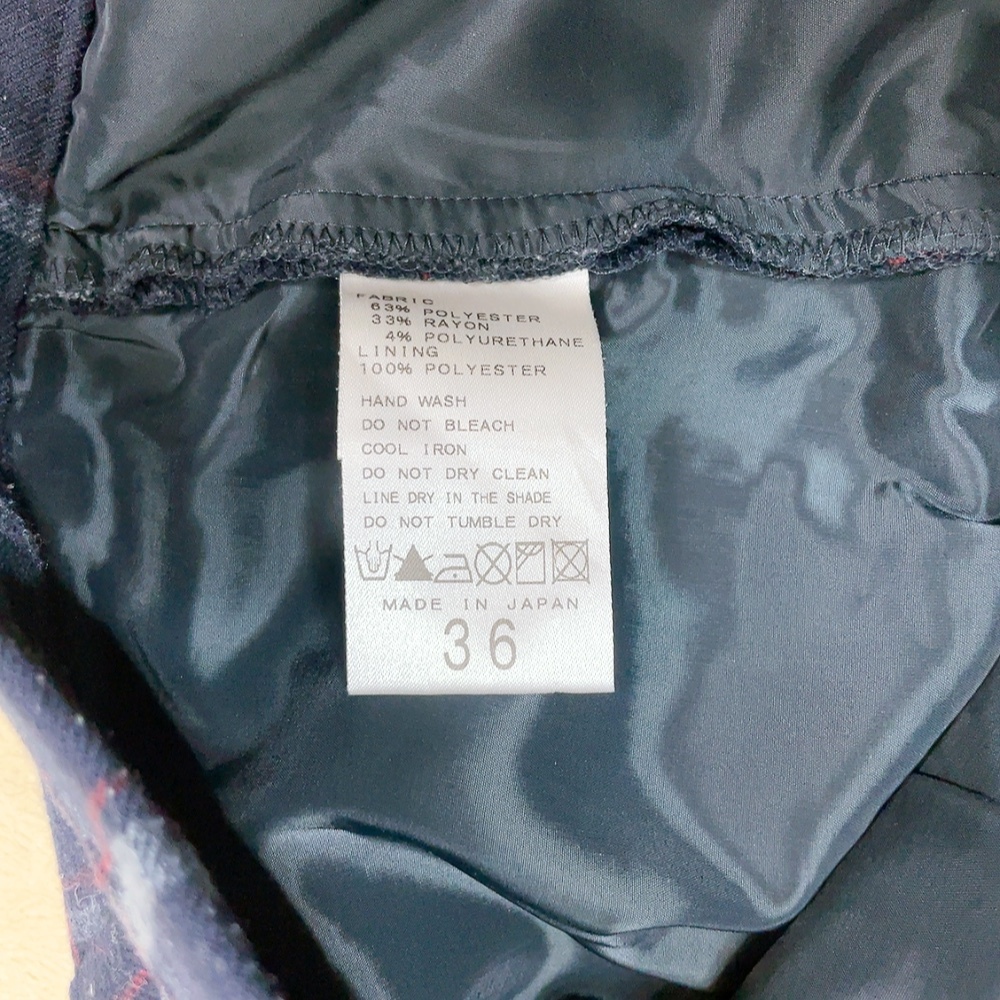 FABRIC
63% POLYESTER
33% RAYON
4% POLYURETHANE
LINING
100% POLYESTER
HAND WASH
DO NOT BLEACH
COOL IRON
DO NOT DRY CLEAN
LINE DRY IN THE SHADE
DO NOT TUMBLE DRY
MADE IN JAPAN
36